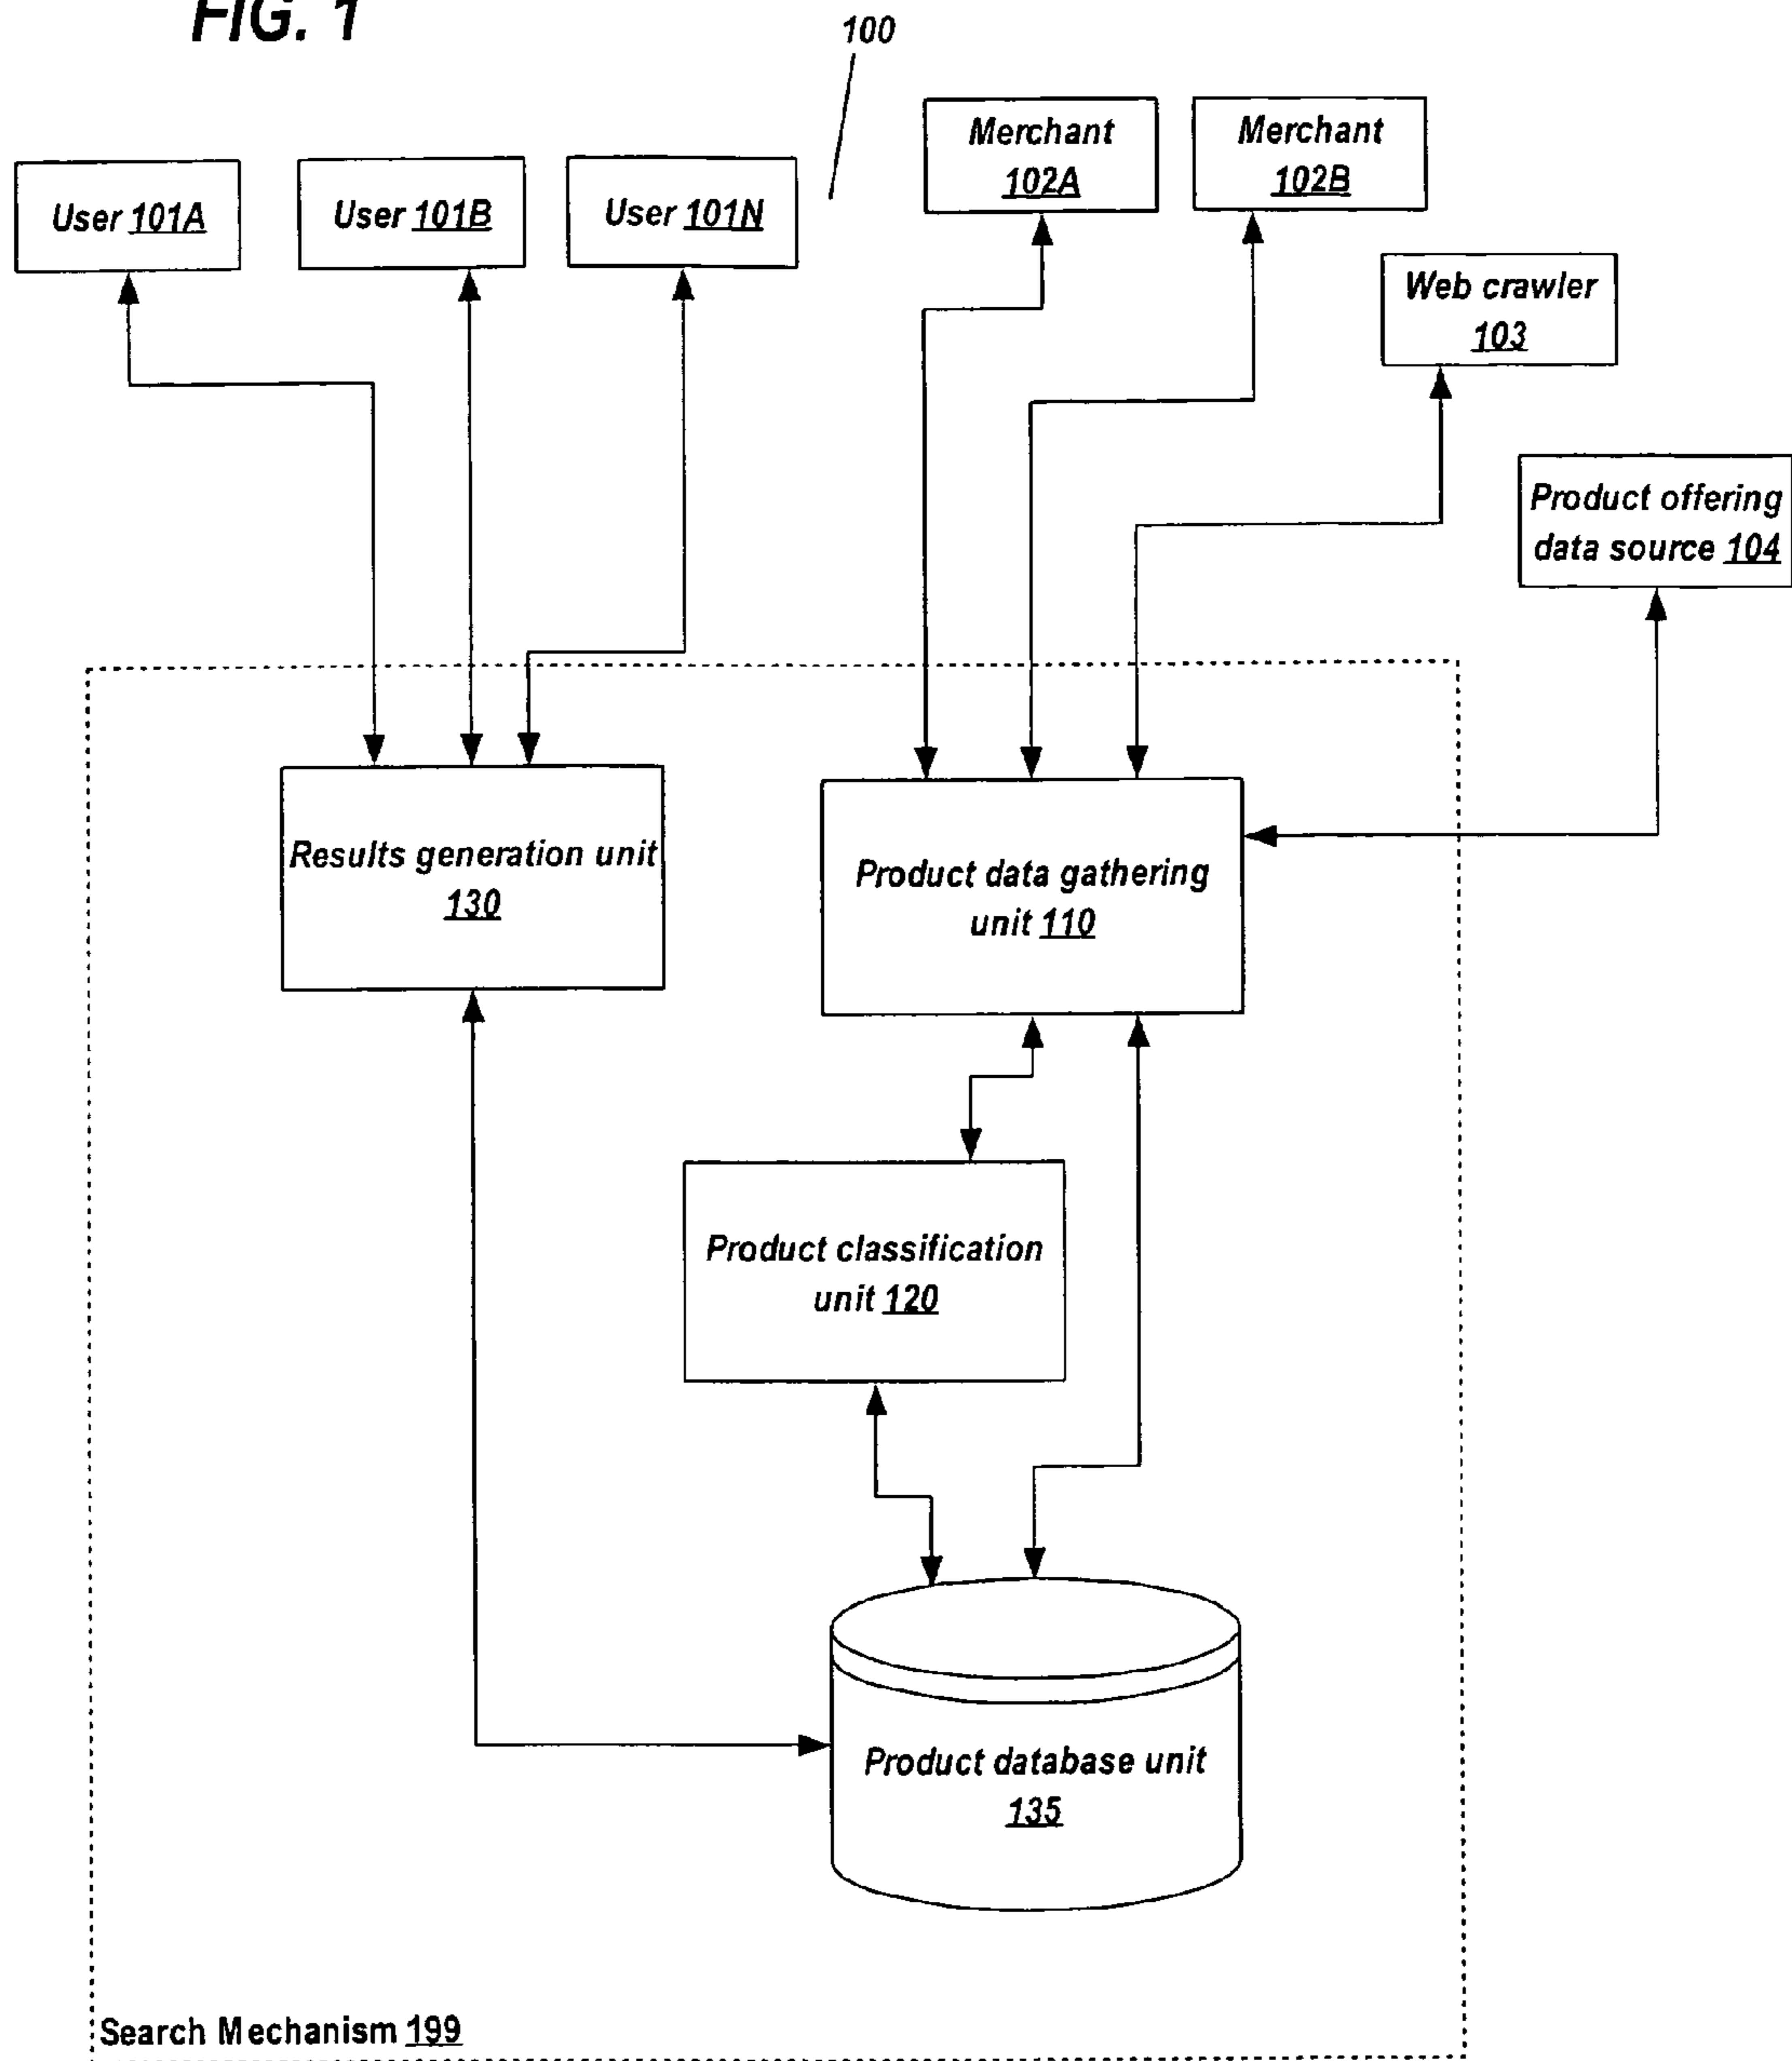 FIG. 1
100
User 101A
User 101B
User 101N
Merchant
102A
Merchant
102B
Web crawler
103
Product offering
data source 104
Results generation unit
130
Product data gathering
unit 110
Product classification
unit 120
Product database unit
135
Search Mechanism 199